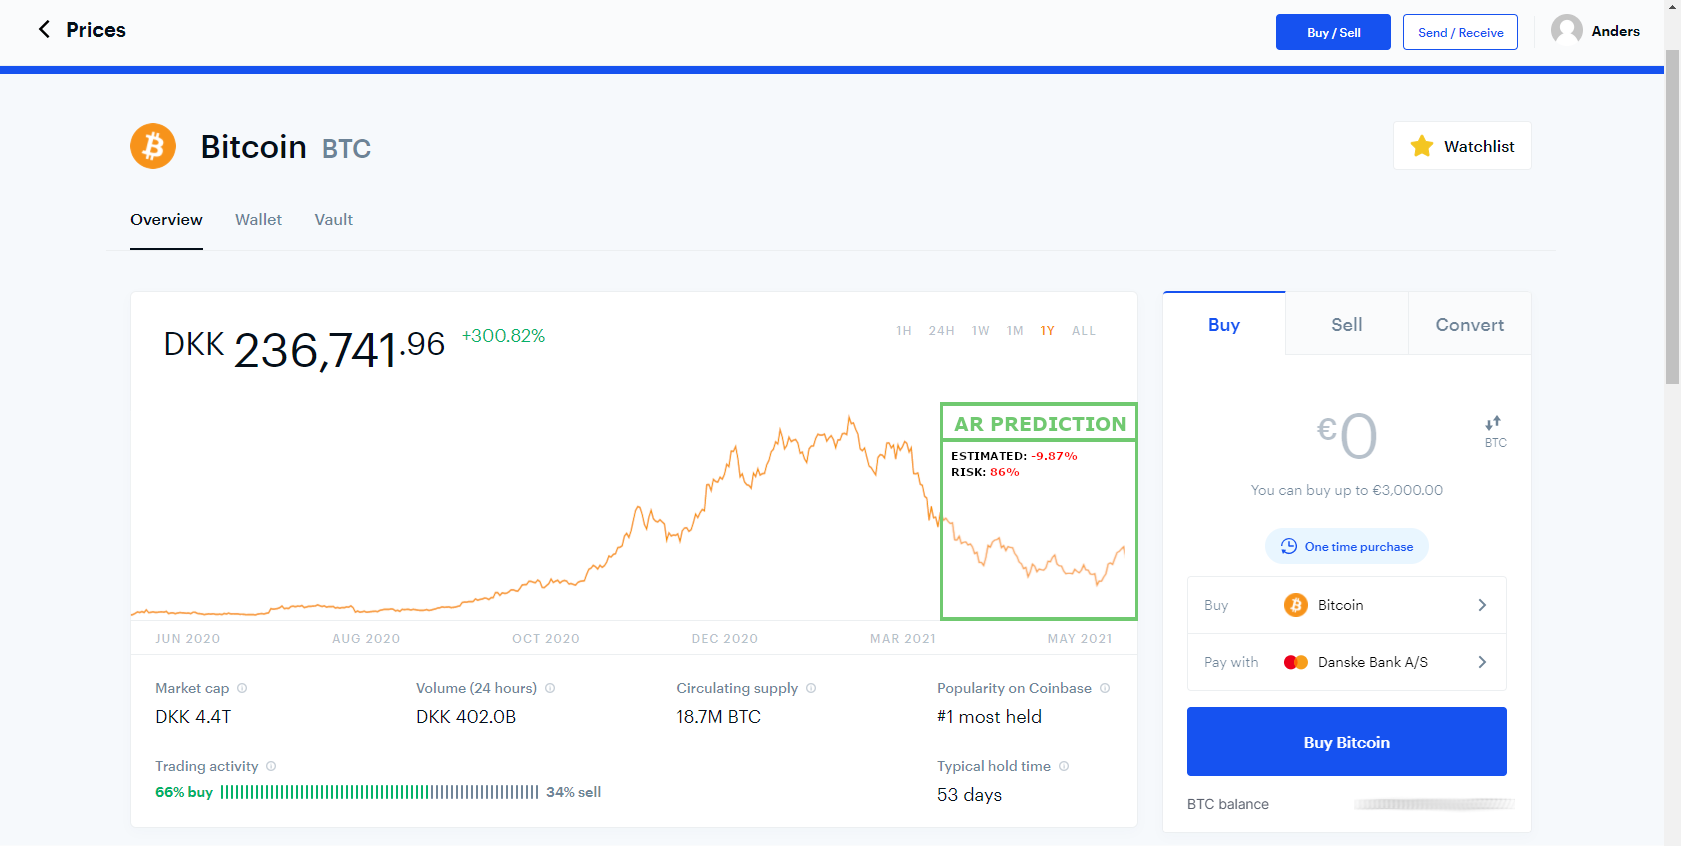 Prices
Buy / Sell
Send / Receive
Anders
Bitcoin BTC
Watchlist
Overview
Wallet
Vault
DKK 236,741.96 +300.82%
1H 24H 1W 1M 1Y ALL
AR PREDICTION
ESTIMATED: -9.87%
RISK: 86%
JUN 2020 AUG 2020 OCT 2020 DEC 2020 MAR 2021 MAY 2021
Market cap
DKK 4.4T
Volume (24 hours)
DKK 402.0B
Circulating supply
18.7M BTC
Popularity on Coinbase
#1 most held
Trading activity
66% buy 34% sell
Typical hold time
53 days
Buy
Sell
Convert
€0
BTC
You can buy up to €3,000.00
One time purchase
Buy Bitcoin
Pay with Danske Bank A/S
Buy Bitcoin
BTC balance